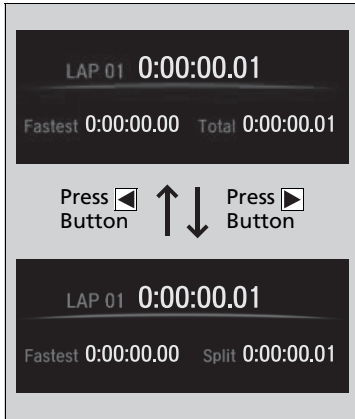 LAP 01 0:00:00.01
Fastest 0:00:00.00 Total 0:00:00.01
Press ◀ Button
Press ▶ Button
LAP 01 0:00:00.01
Fastest 0:00:00.00 Split 0:00:00.01